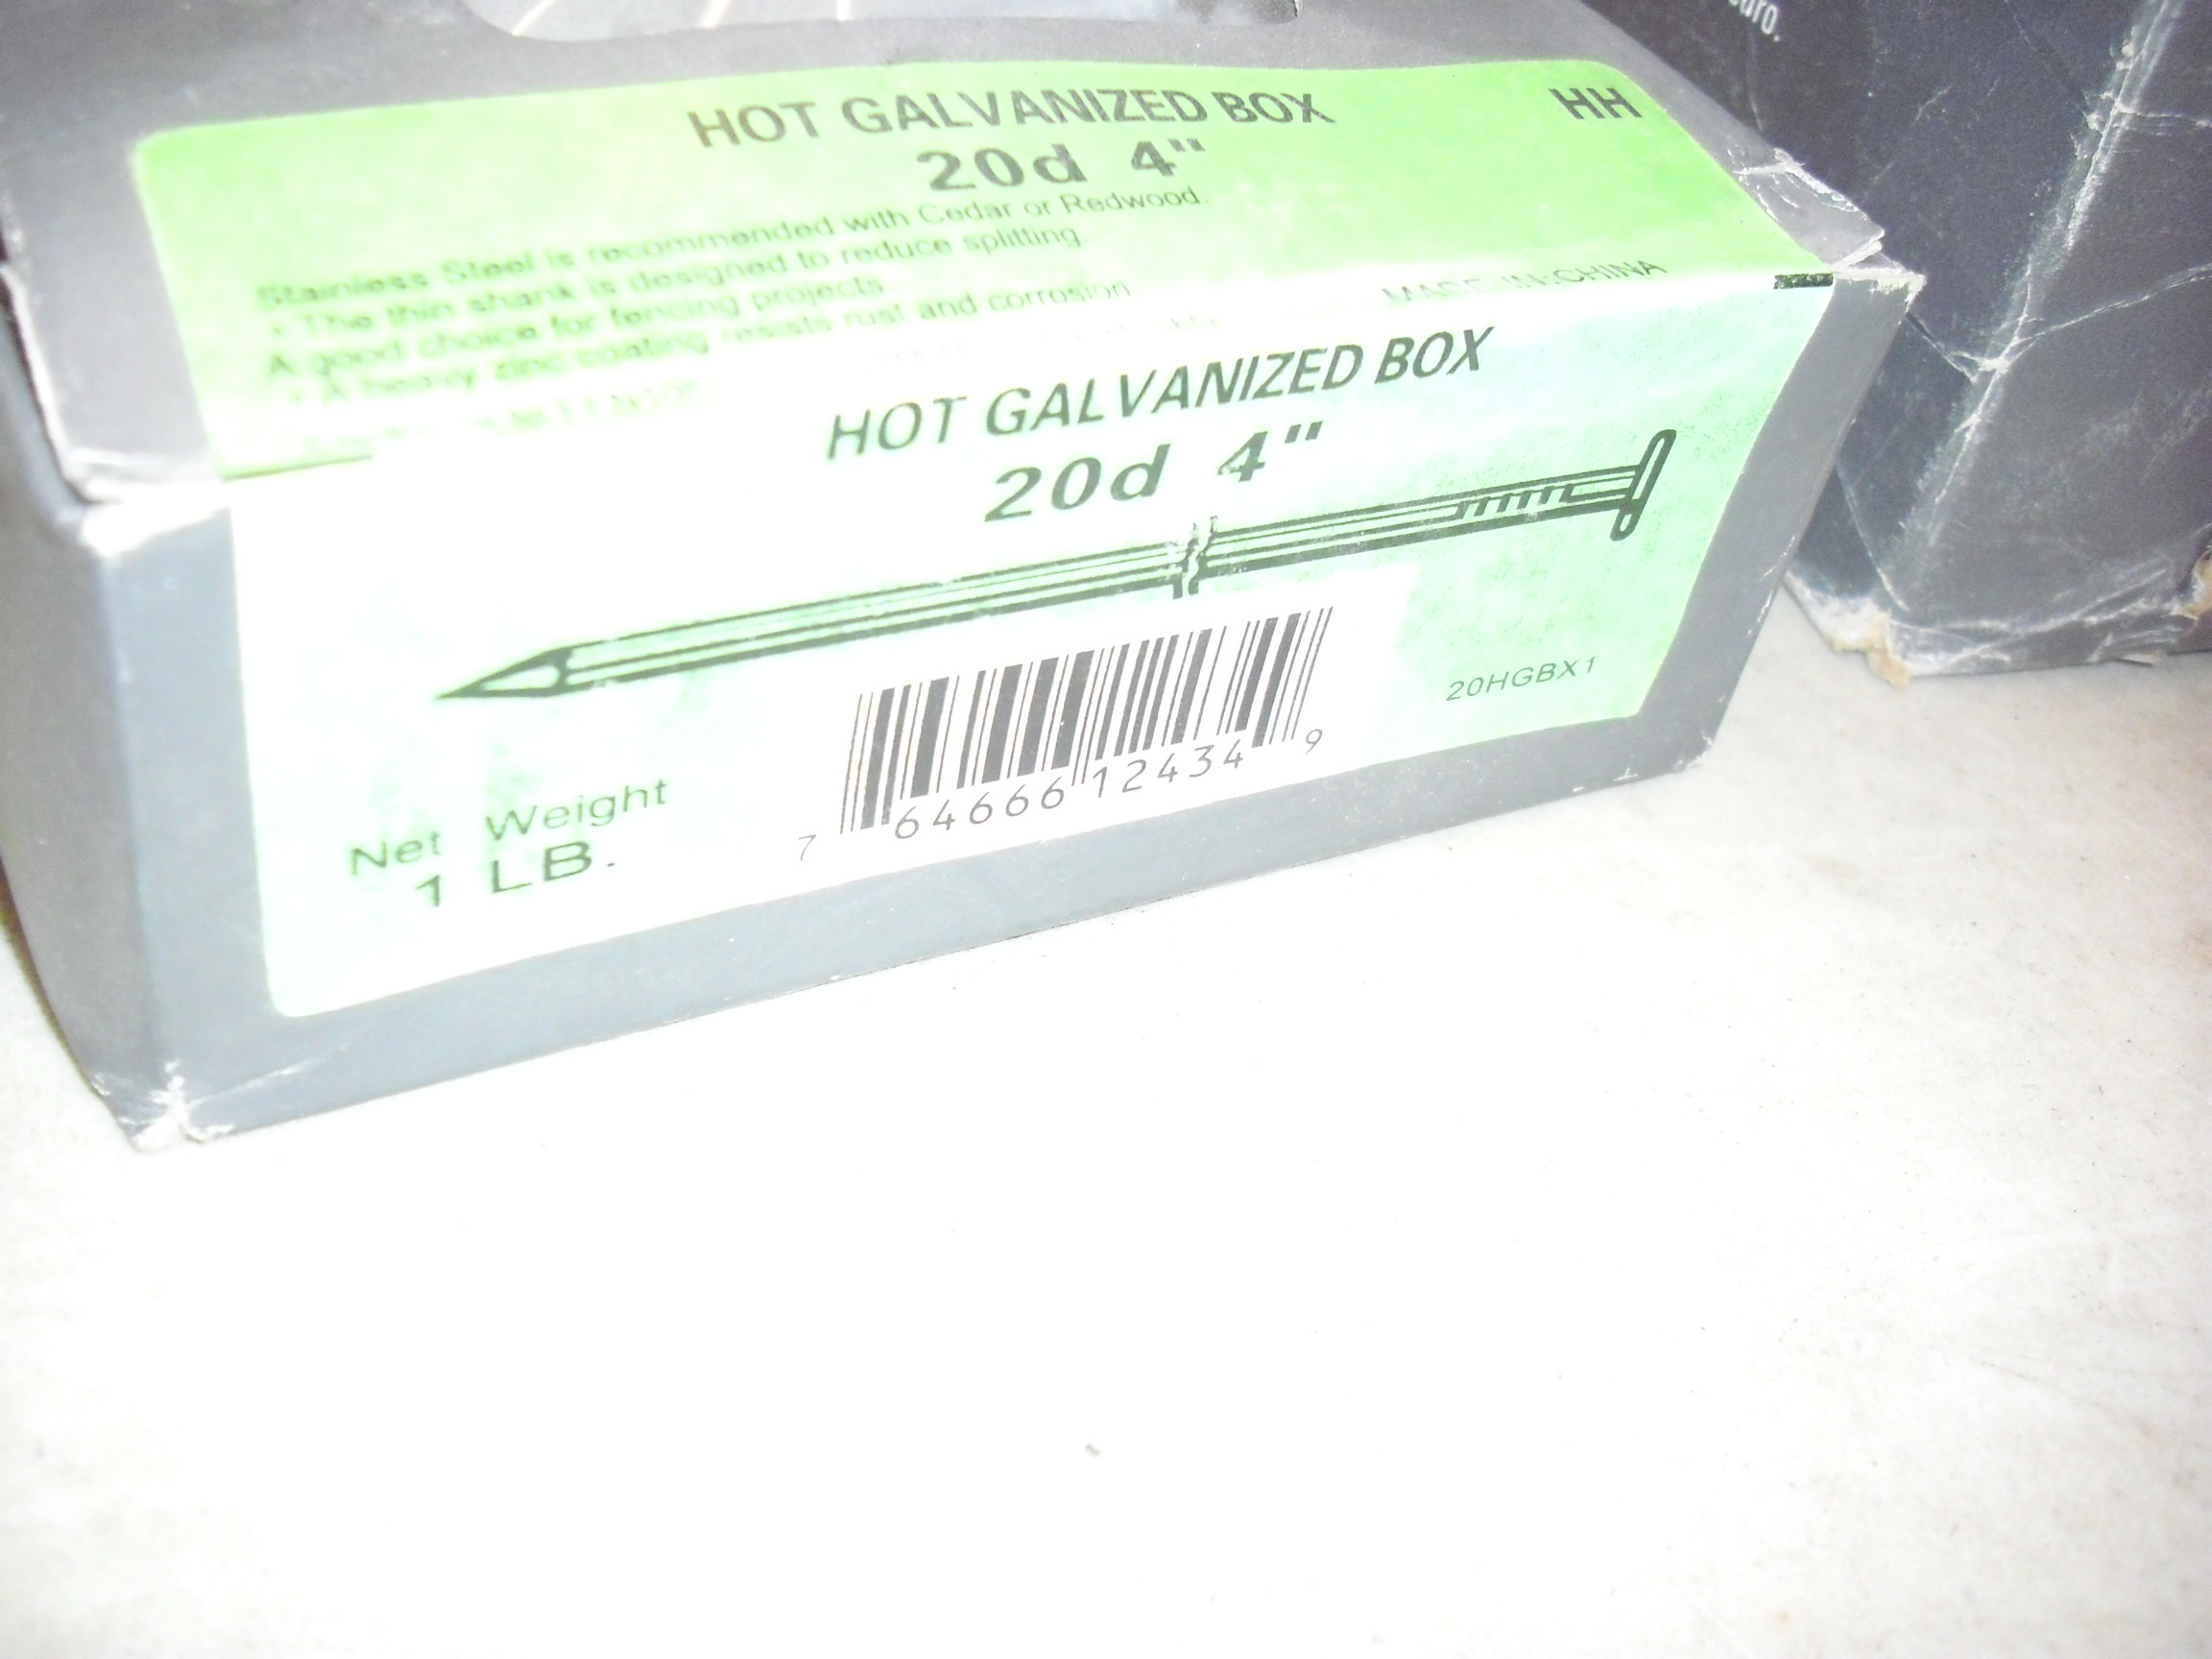 uro.
HOT GALVANIZED BOX
HH
20d 4"
Stainless Steel is recommended with Cedar or Redwood.
• The thin shank is designed to reduce splitting.
A good choice for fencing projects
• A heavy zinc coating resists rust and corrosion
MADE IN CHINA
HOT GALVANIZED BOX
20d 4"
20HGBX1
Net Weight
1 LB.
7 64666 12434 9